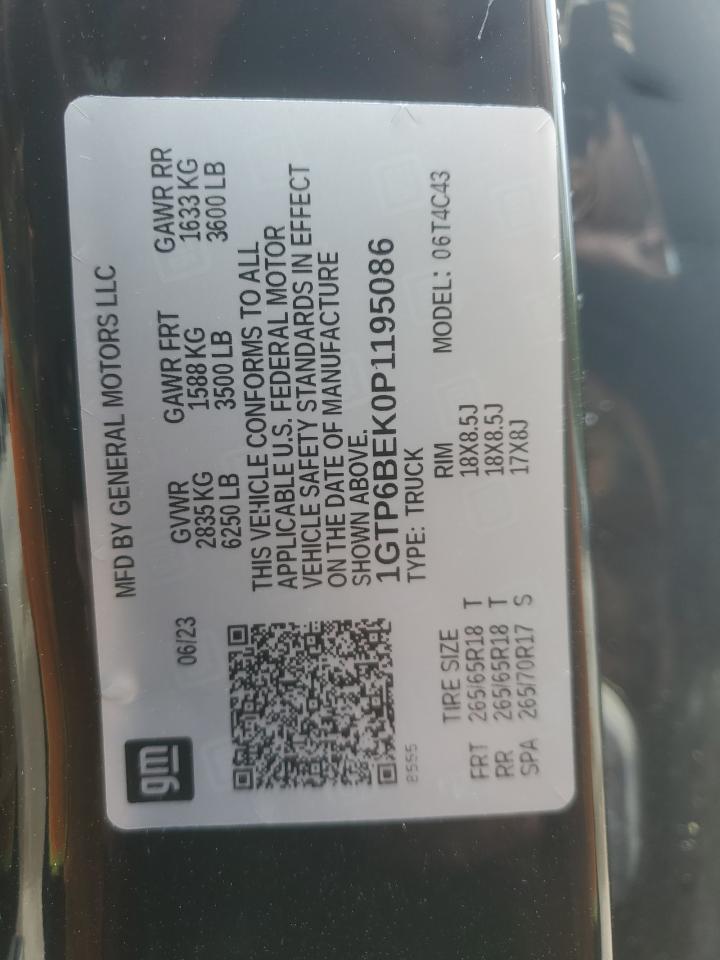 gm
MFD BY GENERAL MOTORS LLC
06/23
GVWR GAWR FRT GAWR RR
2835 KG 1588 KG 1633 KG
6250 LB 3500 LB 3600 LB
THIS VEHICLE CONFORMS TO ALL
APPLICABLE U.S. FEDERAL MOTOR
VEHICLE SAFETY STANDARDS IN EFFECT
ON THE DATE OF MANUFACTURE
SHOWN ABOVE.
1GTP6BEK0P1195086
TYPE: TRUCK MODEL: 06T4C43
8555
TIRE SIZE RIM
FRT 265/65R18 T 18X8.5J
RR 265/65R18 T 18X8.5J
SPA 265/70R17 S 17X8J